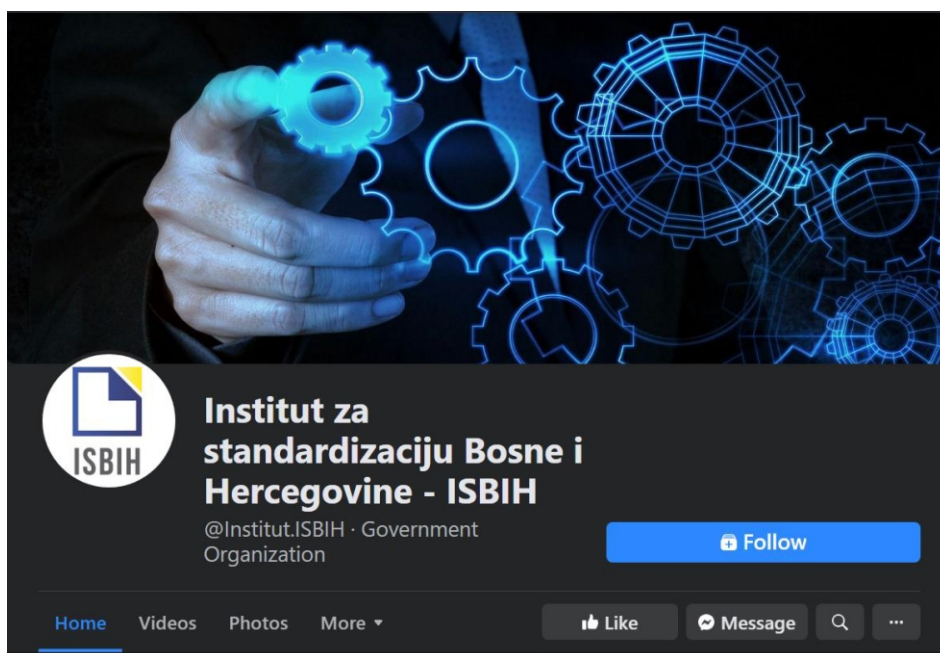 ISBIH
Institut za
standardizaciju Bosne i
Hercegovine - ISBIH
@Institut.ISBIH · Government
Organization
Follow
Home Videos Photos More
Like Message